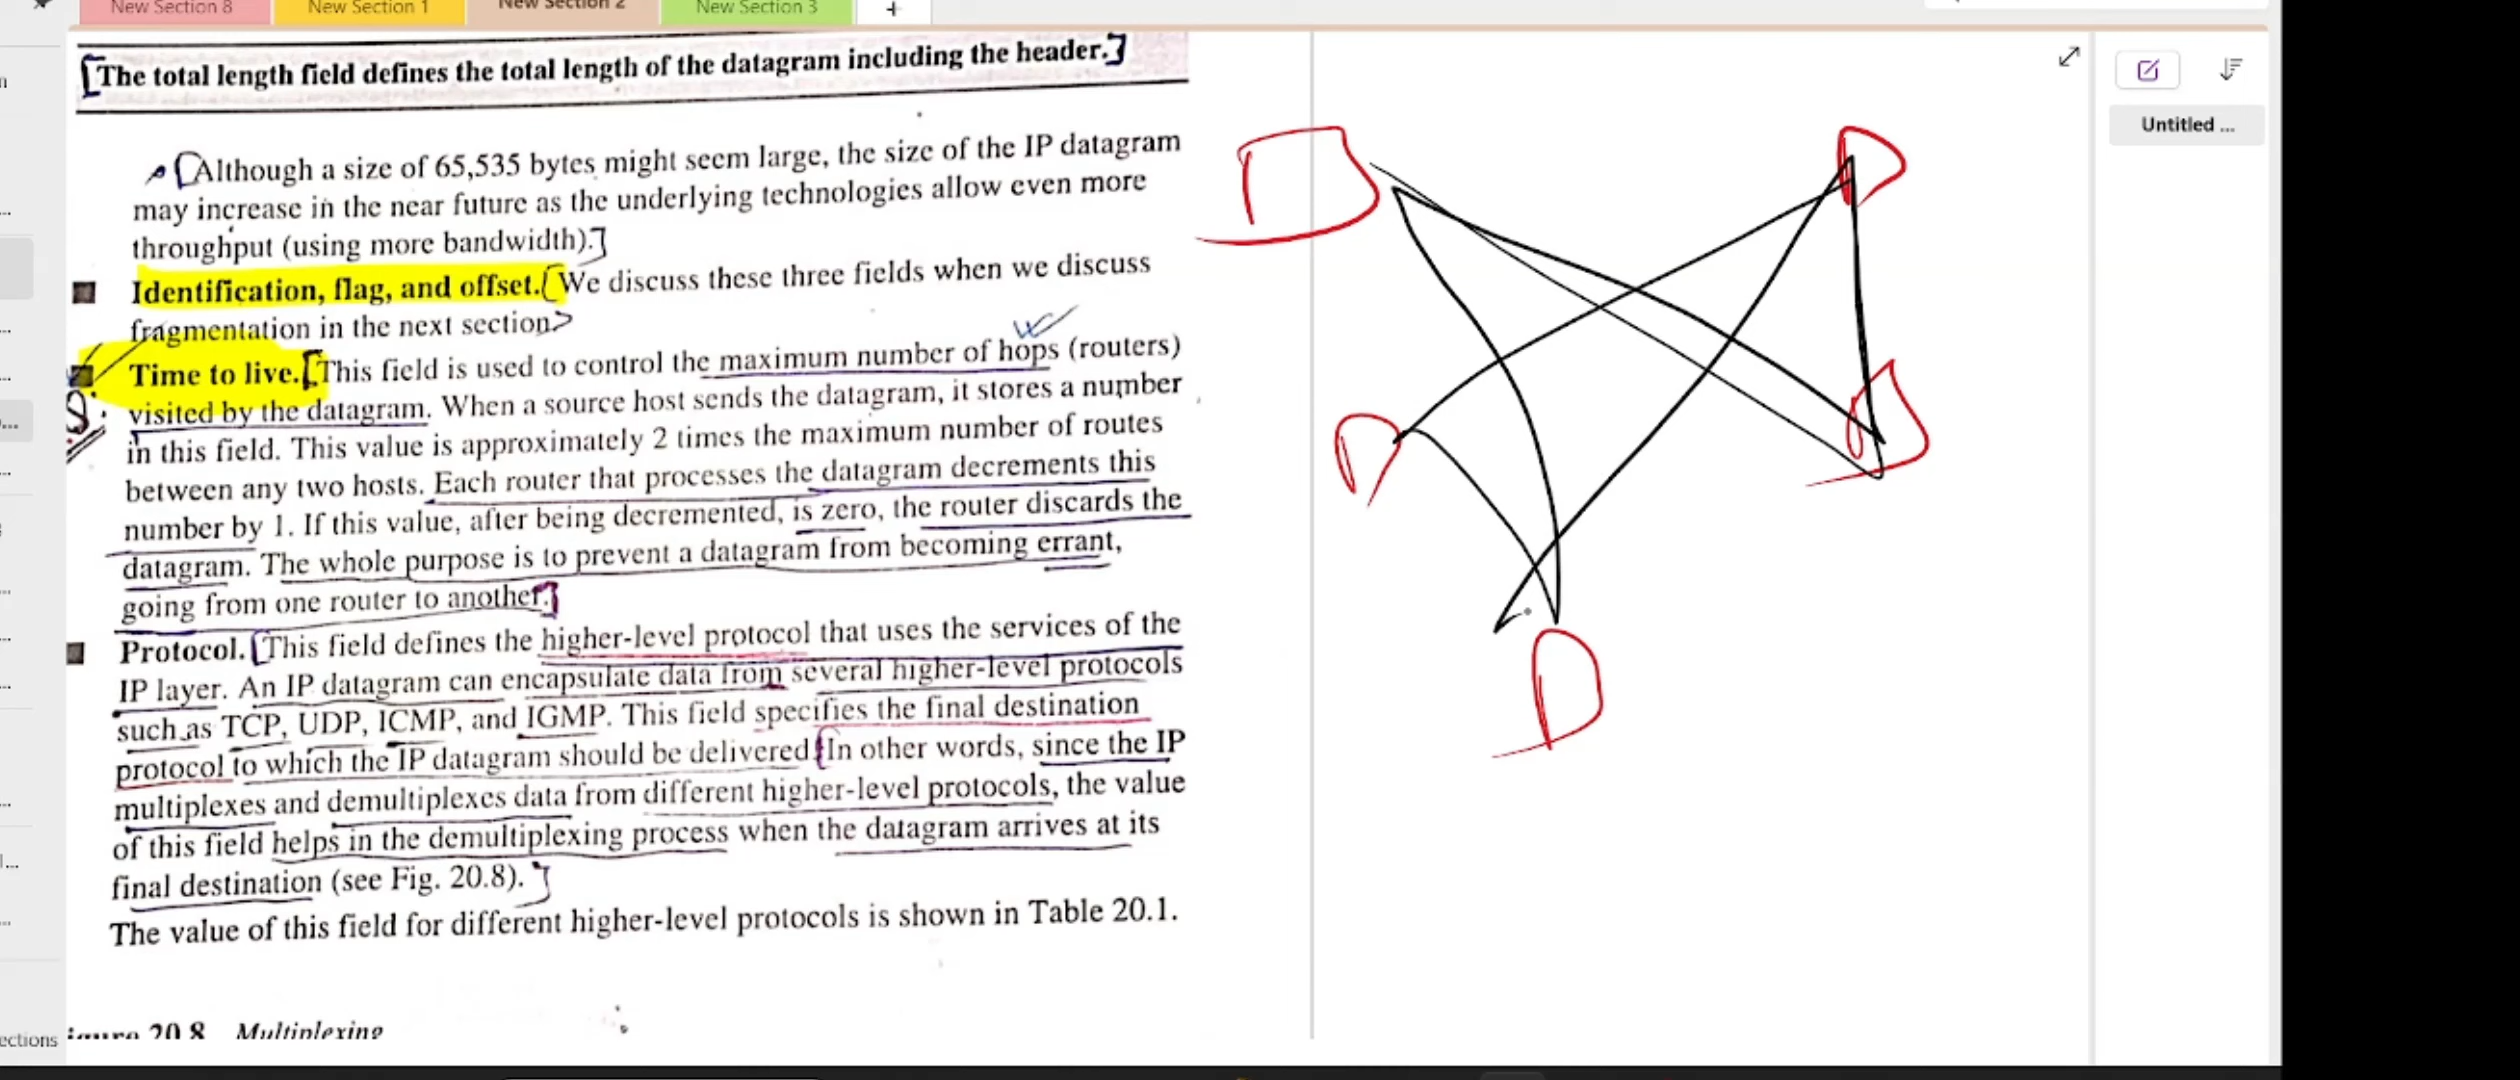 New Section 8
New Section 1
New Section 2
New Section 3
+
Untitled ...
The total length field defines the total length of the datagram including the header.
Although a size of 65,535 bytes might seem large, the size of the IP datagram
may increase in the near future as the underlying technologies allow even more
throughput (using more bandwidth).
Identification, flag, and offset. We discuss these three fields when we discuss
fragmentation in the next section.
Time to live. This field is used to control the maximum number of hops (routers)
visited by the datagram. When a source host sends the datagram, it stores a number
in this field. This value is approximately 2 times the maximum number of routes
between any two hosts. Each router that processes the datagram decrements this
number by 1. If this value, after being decremented, is zero, the router discards the
datagram. The whole purpose is to prevent a datagram from becoming errant,
going from one router to another.
Protocol. This field defines the higher-level protocol that uses the services of the
IP layer. An IP datagram can encapsulate data from several higher-level protocols
such as TCP, UDP, ICMP, and IGMP. This field specifies the final destination
protocol to which the IP datagram should be delivered. In other words, since the IP
multiplexes and demultiplexes data from different higher-level protocols, the value
of this field helps in the demultiplexing process when the datagram arrives at its
final destination (see Fig. 20.8).
The value of this field for different higher-level protocols is shown in Table 20.1.
20.8 Multiplexing
ections